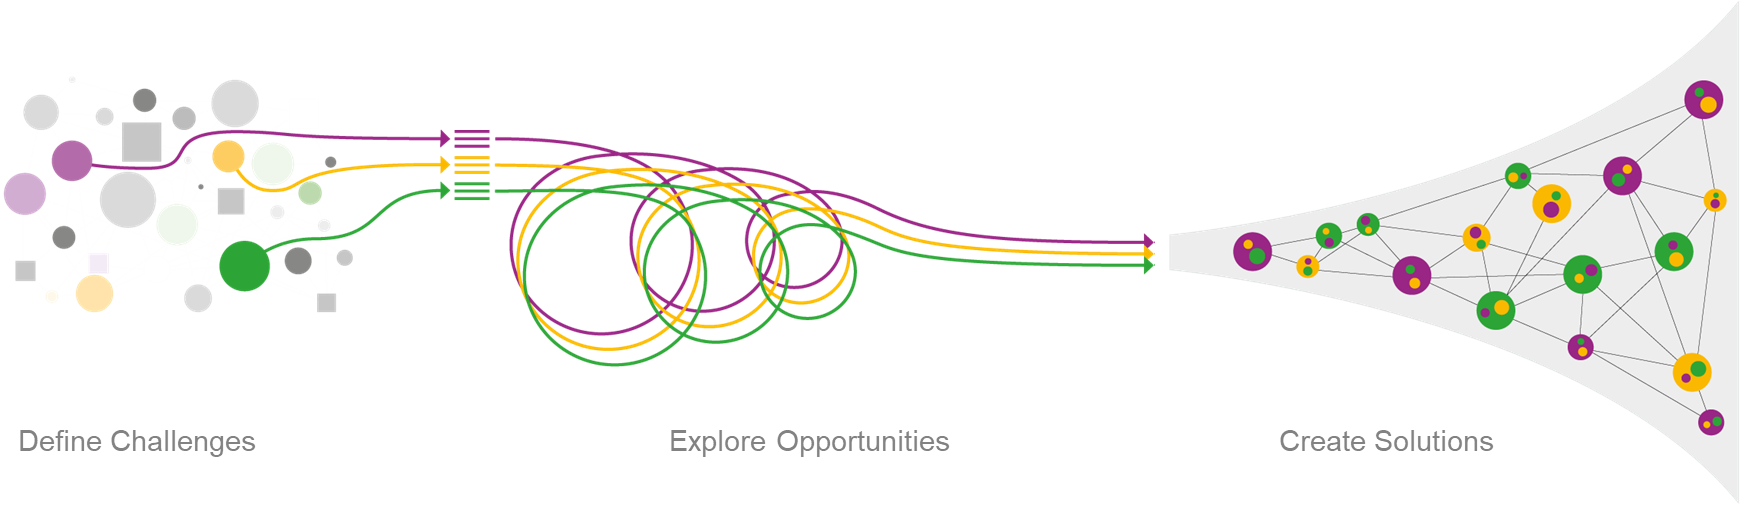 Define Challenges
Explore Opportunities
Create Solutions